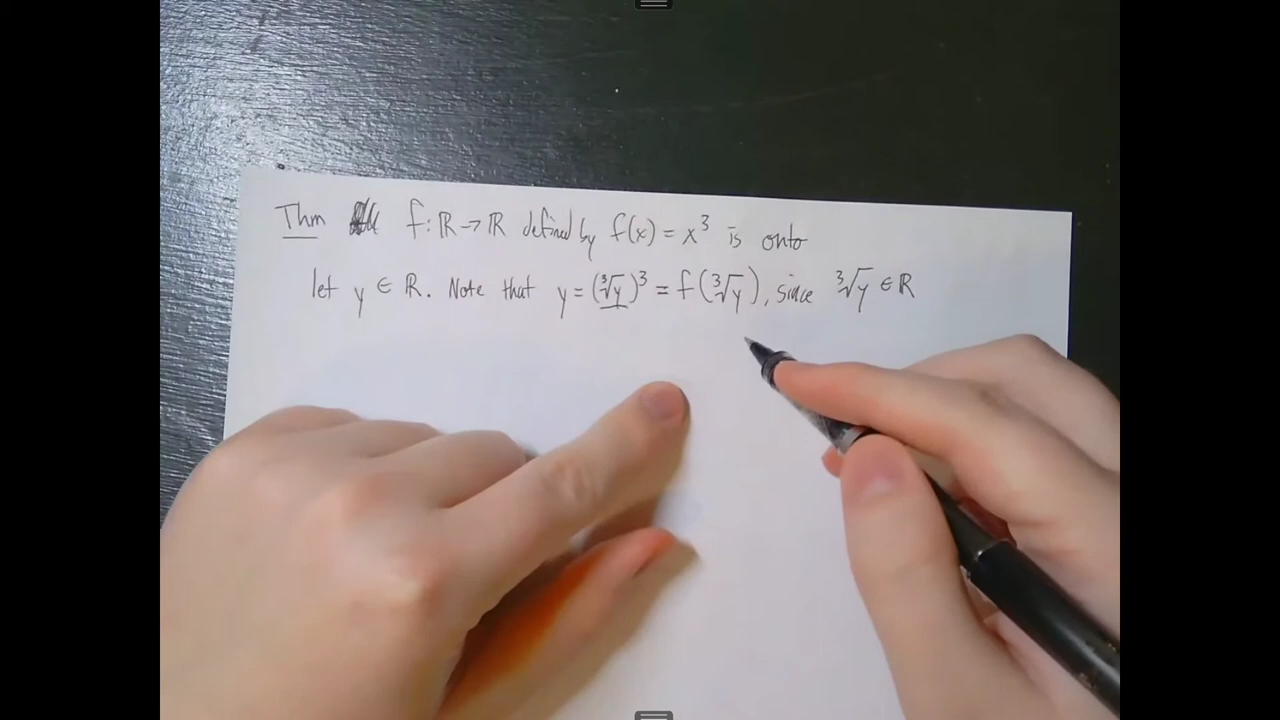 Thm f: ℝ → ℝ defined by f(x) = x³ is onto
let y ∈ ℝ. Note that y = (∛y)³ = f(∛y), since ∛y ∈ ℝ